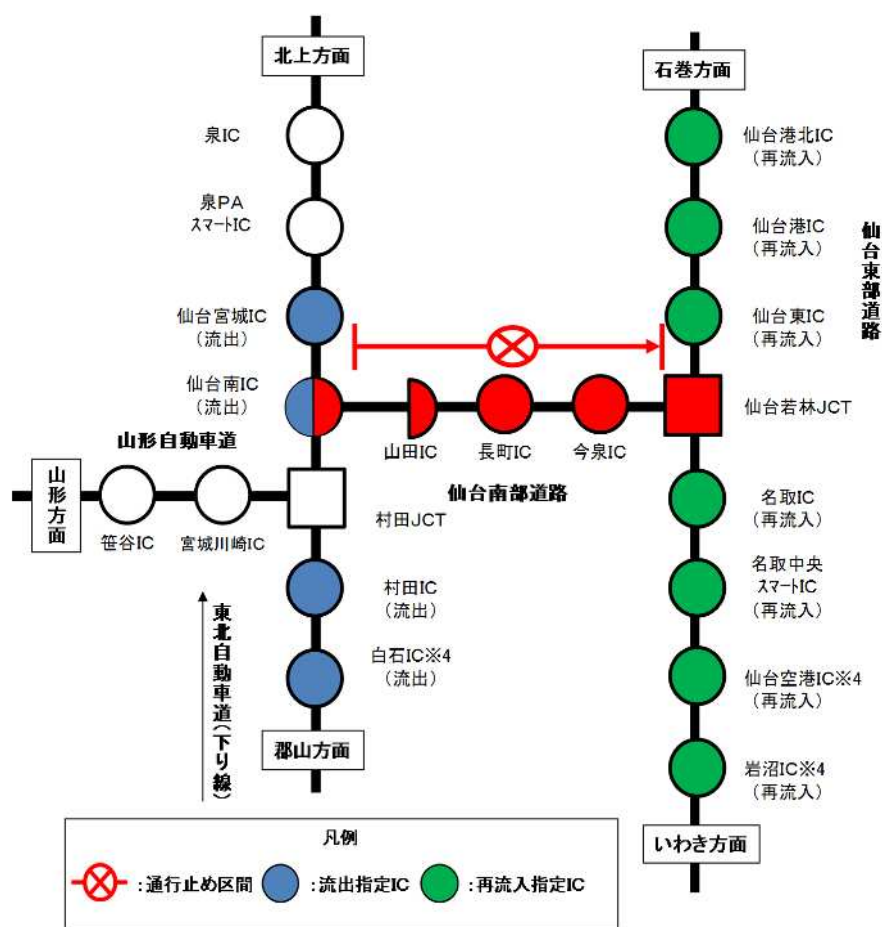 北上方面
石巻方面
泉IC
仙台港北IC
(再流入)
泉PA
スマートIC
仙台港IC
(再流入)
仙台東部道路
仙台宮城IC
(流出)
仙台東IC
(再流入)
仙台南IC
(流出)
仙台若林JCT
山形自動車道
山田IC
長町IC
今泉IC
仙台南部道路
山形方面
村田JCT
名取IC
(再流入)
笹谷IC
宮城川崎IC
村田IC
(流出)
名取中央
スマートIC
(再流入)
東北自動車道(下り線)
白石IC※4
(流出)
仙台空港IC※4
(再流入)
郡山方面
岩沼IC※4
(再流入)
いわき方面
凡例
:通行止め区間
:流出指定IC
:再流入指定IC